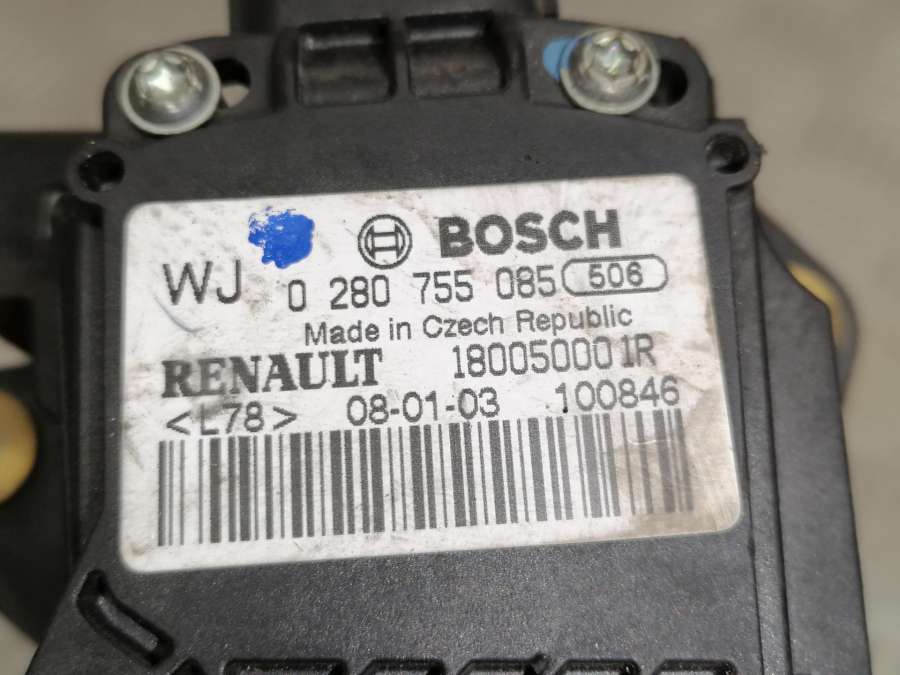 BOSCH
WJ 0 280 755 085 506
Made in Czech Republic
RENAULT 180050001R
<L78> 08-01-03 100846